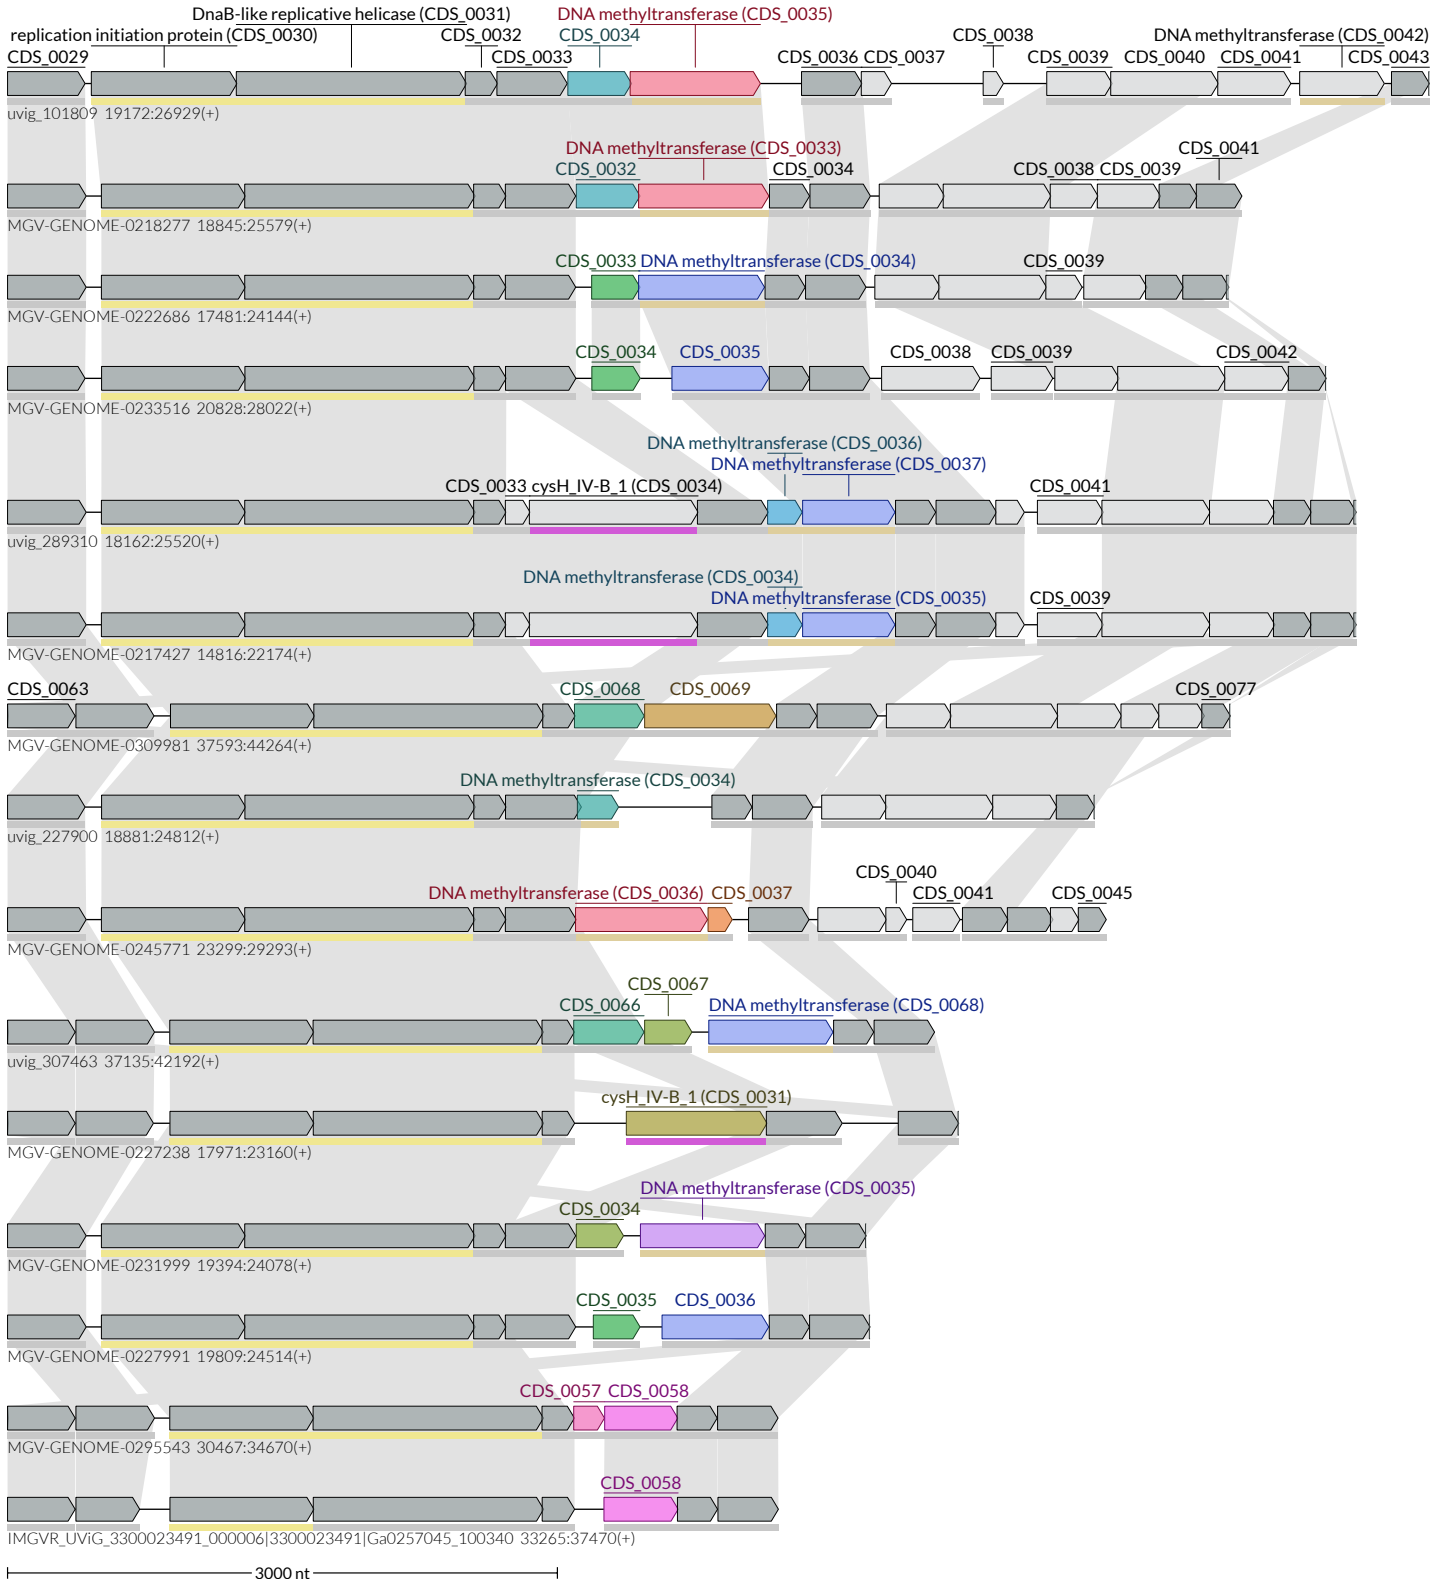 DnaB-like replicative helicase (CDS_0031) DNA methyltransferase (CDS_0035)
replication initiation protein (CDS_0030) CDS_0032 CDS_0034 CDS_0038 DNA methyltransferase (CDS_0042)
CDS_0029 CDS_0033 CDS_0036 CDS_0037 CDS_0039 CDS_0040 CDS_0041 CDS_0043
uvig_101809 19172:26929(+)
DNA methyltransferase (CDS_0033) CDS_0041
CDS_0032 CDS_0034 CDS_0038 CDS_0039
MGV-GENOME-0218277 18845:25579(+)
CDS_0033 DNA methyltransferase (CDS_0034) CDS_0039
MGV-GENOME-0222686 17481:24144(+)
CDS_0034 CDS_0035 CDS_0038 CDS_0039 CDS_0042
MGV-GENOME-0233516 20828:28022(+)
DNA methyltransferase (CDS_0036)
DNA methyltransferase (CDS_0037)
CDS_0033 cysH_IV-B_1 (CDS_0034) CDS_0041
uvig_289310 18162:25520(+)
DNA methyltransferase (CDS_0034)
DNA methyltransferase (CDS_0035) CDS_0039
MGV-GENOME-0217427 14816:22174(+)
CDS_0063 CDS_0068 CDS_0069 CDS_0077
MGV-GENOME-0309981 37593:44264(+)
DNA methyltransferase (CDS_0034)
uvig_227900 18881:24812(+)
CDS_0040
DNA methyltransferase (CDS_0036) CDS_0037 CDS_0041 CDS_0045
MGV-GENOME-0245771 23299:29293(+)
CDS_0067
CDS_0066 DNA methyltransferase (CDS_0068)
uvig_307463 37135:42192(+)
cysH_IV-B_1 (CDS_0031)
MGV-GENOME-0227238 17971:23160(+)
DNA methyltransferase (CDS_0035)
CDS_0034
MGV-GENOME-0231999 19394:24078(+)
CDS_0035 CDS_0036
MGV-GENOME-0227991 19809:24514(+)
CDS_0057 CDS_0058
MGV-GENOME-0295543 30467:34670(+)
CDS_0058
IMGVR_UViG_3300023491_000006|3300023491|Ga0257045_100340 33265:37470(+)
3000 nt